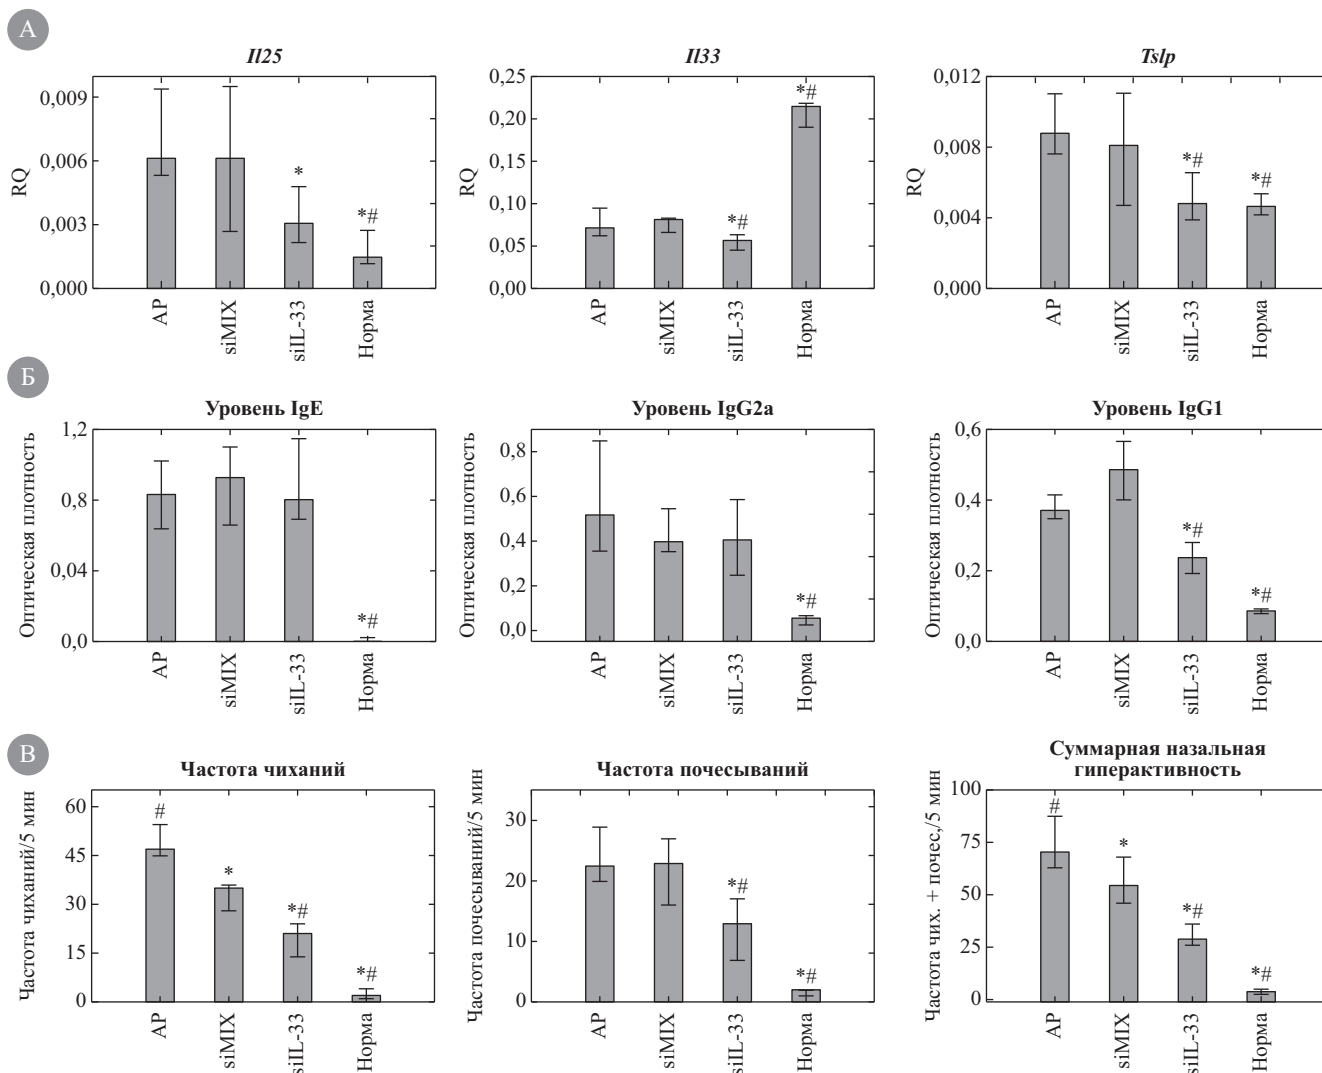 А
Il25
RQ
0,009
0,006
0,003
0,000
*
*#
АР
siMIX
siIL-33
Норма
Il33
RQ
0,25
0,20
0,15
0,10
0,05
0,00
*#
*#
АР
siMIX
siIL-33
Норма
Tslp
RQ
0,012
0,008
0,004
0,000
*#
*#
АР
siMIX
siIL-33
Норма
Б
Уровень IgE
Оптическая плотность
1,2
0,8
0,04
0,0
*#
АР
siMIX
siIL-33
Норма
Уровень IgG2a
Оптическая плотность
0,8
0,6
0,4
0,2
0,0
*#
АР
siMIX
siIL-33
Норма
Уровень IgG1
Оптическая плотность
0,6
0,4
0,2
0,0
*#
*#
АР
siMIX
siIL-33
Норма
В
Частота чиханий
Частота чиханий/5 мин
60
45
30
15
0
#
*
*#
*#
АР
siMIX
siIL-33
Норма
Частота почесываний
Частота почесываний/5 мин
30
20
10
0
*#
*#
АР
siMIX
siIL-33
Норма
Суммарная назальная
гиперактивность
Частота чих. + почес,/5 мин
100
75
50
25
0
#
*
*#
*#
АР
siMIX
siIL-33
Норма